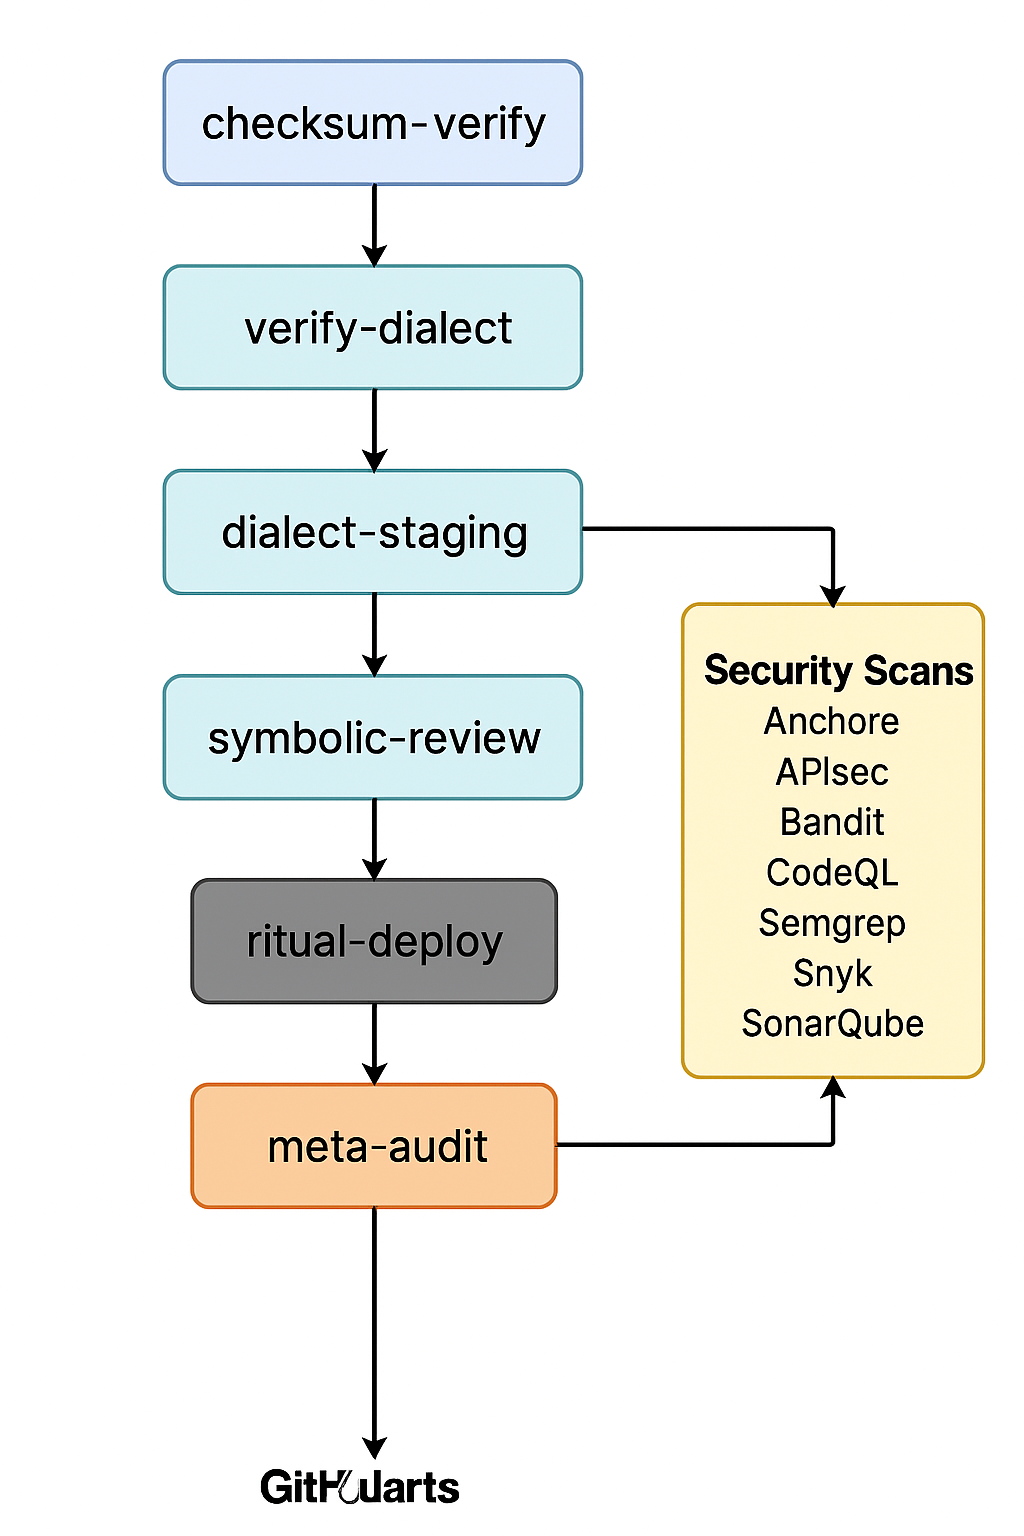 checksum-verify
verify-dialect
dialect-staging
symbolic-review
ritual-deploy
meta-audit
Security Scans
Anchore
APIsec
Bandit
CodeQL
Semgrep
Snyk
SonarQube